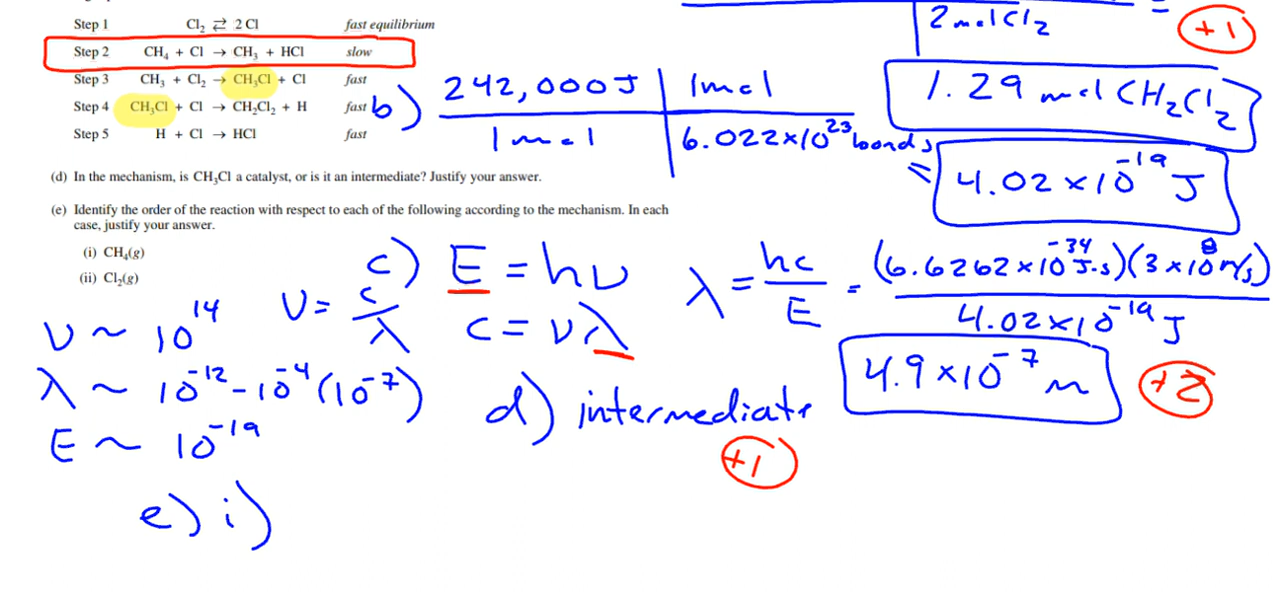 Step 1 Cl₂ ⇄ 2 Cl fast equilibrium
Step 2 CH₄ + Cl → CH₃ + HCl slow
Step 3 CH₃ + Cl₂ → CH₃Cl + Cl fast
Step 4 CH₃Cl + Cl → CH₂Cl₂ + H fast
Step 5 H + Cl → HCl fast
(d) In the mechanism, is CH₃Cl a catalyst, or is it an intermediate? Justify your answer.
(e) Identify the order of the reaction with respect to each of the following according to the mechanism. In each
case, justify your answer.
(i) CH₄(g)
(ii) Cl₂(g)
2 mol Cl₂ =
+1
1.29 mol CH₂Cl₂
b) 242,000J | 1mol
1 mol | 6.022×10²³ bonds
= 4.02×10⁻¹⁹ J
c) E = hν
ν = c/λ c = νλ
λ = hc/E = (6.6262×10⁻³⁴ J·s)(3×10⁸ m/s)
4.02×10⁻¹⁹ J
4.9×10⁻⁷ m +2
ν ~ 10¹⁴
λ ~ 10⁻¹² - 10⁻⁴ (10⁻⁷)
E ~ 10⁻¹⁹
d) intermediate
+1
e) i)